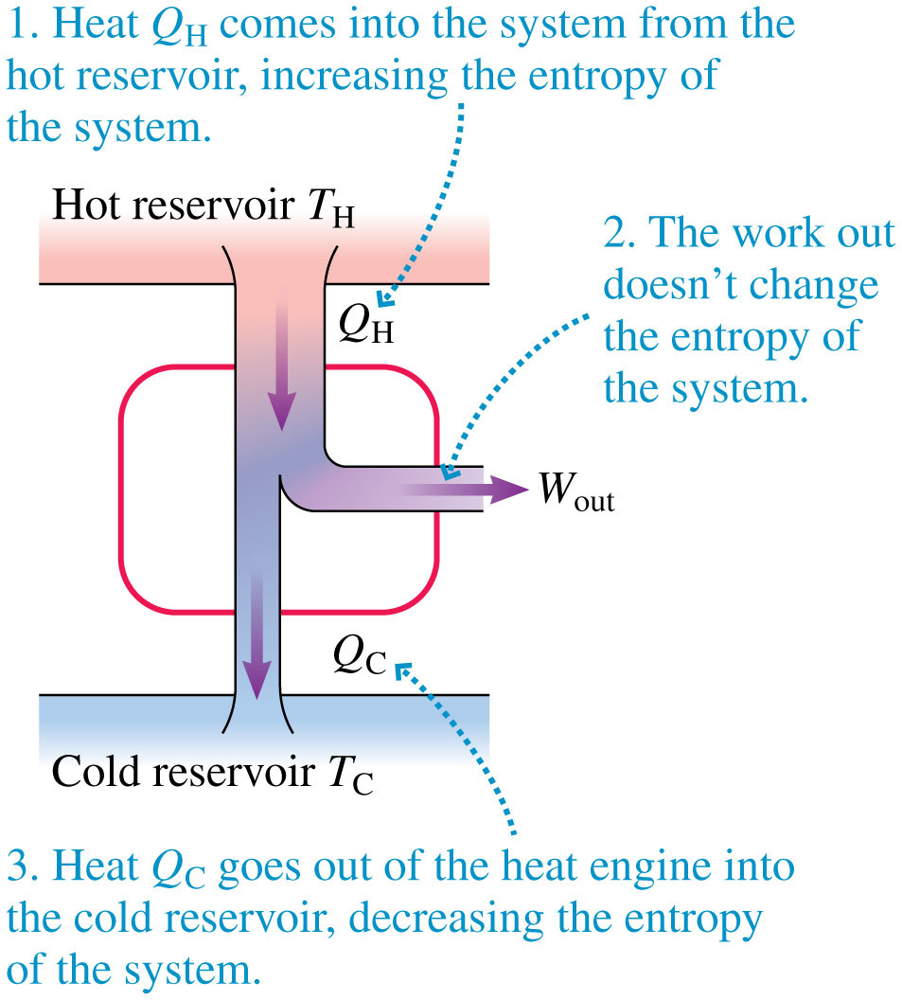 1. Heat QH comes into the system from the
hot reservoir, increasing the entropy of
the system.
Hot reservoir TH
2. The work out
doesn’t change
the entropy of
the system.
QH
Wout
QC
Cold reservoir TC
3. Heat QC goes out of the heat engine into
the cold reservoir, decreasing the entropy
of the system.